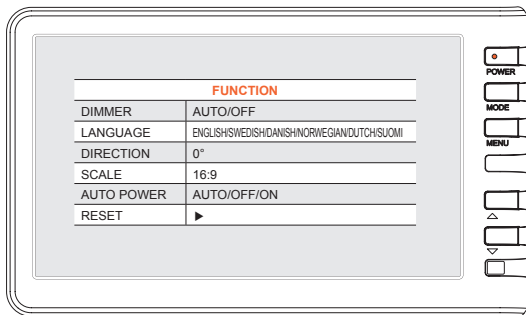 FUNCTION
DIMMER AUTO/OFF
LANGUAGE ENGLISH/SWEDISH/DANISH/NORWEGIAN/DUTCH/SUOMI
DIRECTION 0°
SCALE 16:9
AUTO POWER AUTO/OFF/ON
RESET ▶
POWER
MODE
MENU